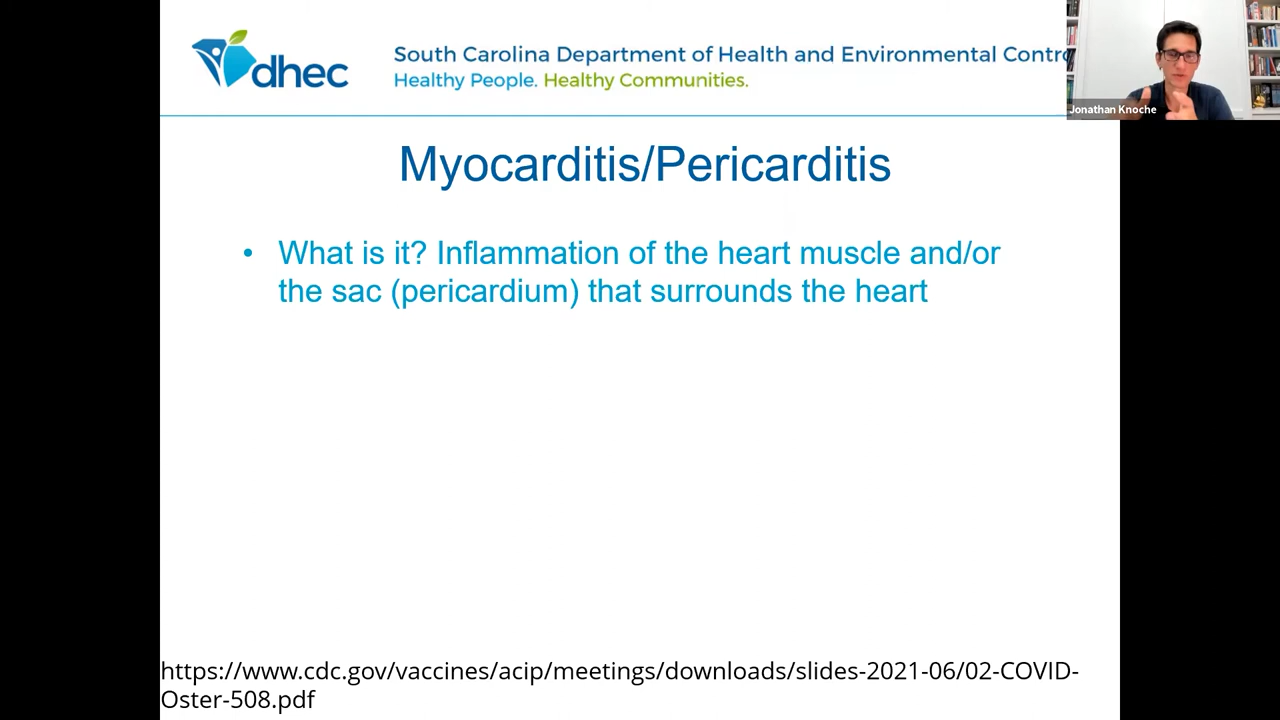 dhec
South Carolina Department of Health and Environmental Contro
Healthy People. Healthy Communities.
Jonathan Knoche
Myocarditis/Pericarditis
• What is it? Inflammation of the heart muscle and/or
the sac (pericardium) that surrounds the heart
https://www.cdc.gov/vaccines/acip/meetings/downloads/slides-2021-06/02-COVID-
Oster-508.pdf